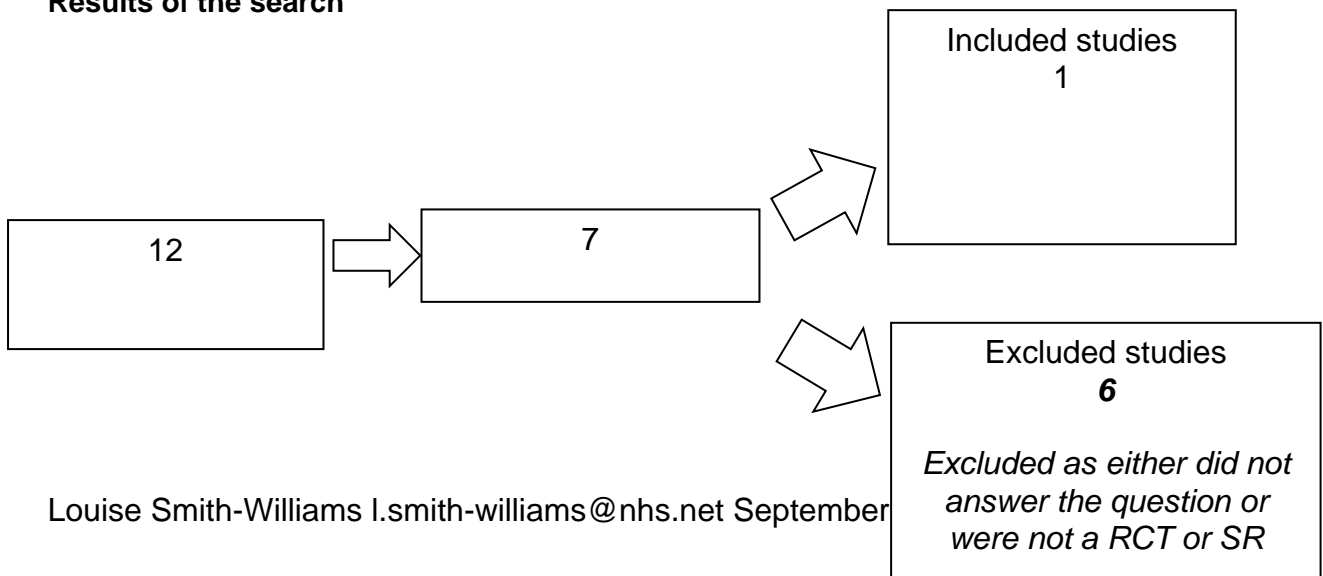 Results of the search
Included studies
1
12
7
Excluded studies
6
Excluded as either did not
answer the question or
were not a RCT or SR
Louise Smith-Williams l.smith-williams@nhs.net September